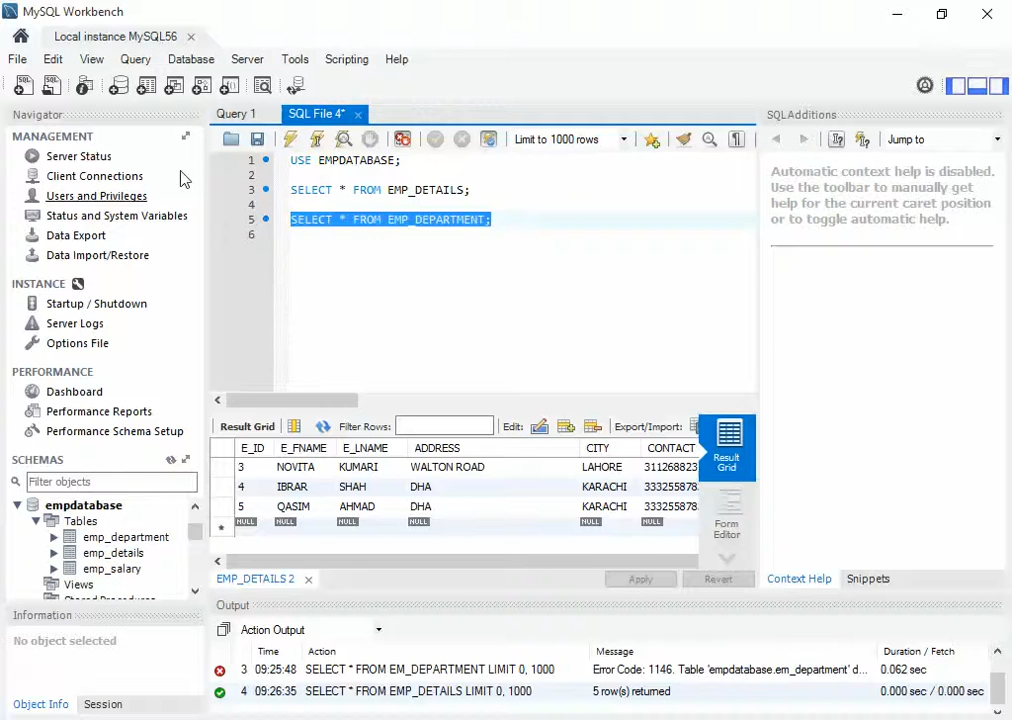 MySQL Workbench
Local instance MySQL56
File Edit View Query Database Server Tools Scripting Help
Navigator
MANAGEMENT
Server Status
Client Connections
Users and Privileges
Status and System Variables
Data Export
Data Import/Restore
INSTANCE
Startup / Shutdown
Server Logs
Options File
PERFORMANCE
Dashboard
Performance Reports
Performance Schema Setup
SCHEMAS
Filter objects
empdatabase
Tables
emp_department
emp_details
emp_salary
Views
Information
No object selected
Object Info Session
Query 1 SQL File 4*
Limit to 1000 rows
1 USE EMPDATABASE;
2
3 SELECT * FROM EMP_DETAILS;
4
5 SELECT * FROM EMP_DEPARTMENT;
6
Result Grid Filter Rows: Edit: Export/Import:
E_ID E_FNAME E_LNAME ADDRESS CITY CONTACT
3 NOVITA KUMARI WALTON ROAD LAHORE 311268823
4 IBRAR SHAH DHA KARACHI 333255878
5 QASIM AHMAD DHA KARACHI 333255878
NULL NULL NULL NULL NULL NULL
Result Grid
Form Editor
EMP_DETAILS 2
Apply Revert
SQLAdditions
Jump to
Automatic context help is disabled.
Use the toolbar to manually get
help for the current caret position
or to toggle automatic help.
Context Help Snippets
Output
Action Output
Time Action Message Duration / Fetch
3 09:25:48 SELECT * FROM EM_DEPARTMENT LIMIT 0, 1000 Error Code: 1146. Table 'empdatabase.em_department' d... 0.062 sec
4 09:26:35 SELECT * FROM EMP_DETAILS LIMIT 0, 1000 5 row(s) returned 0.000 sec / 0.000 sec